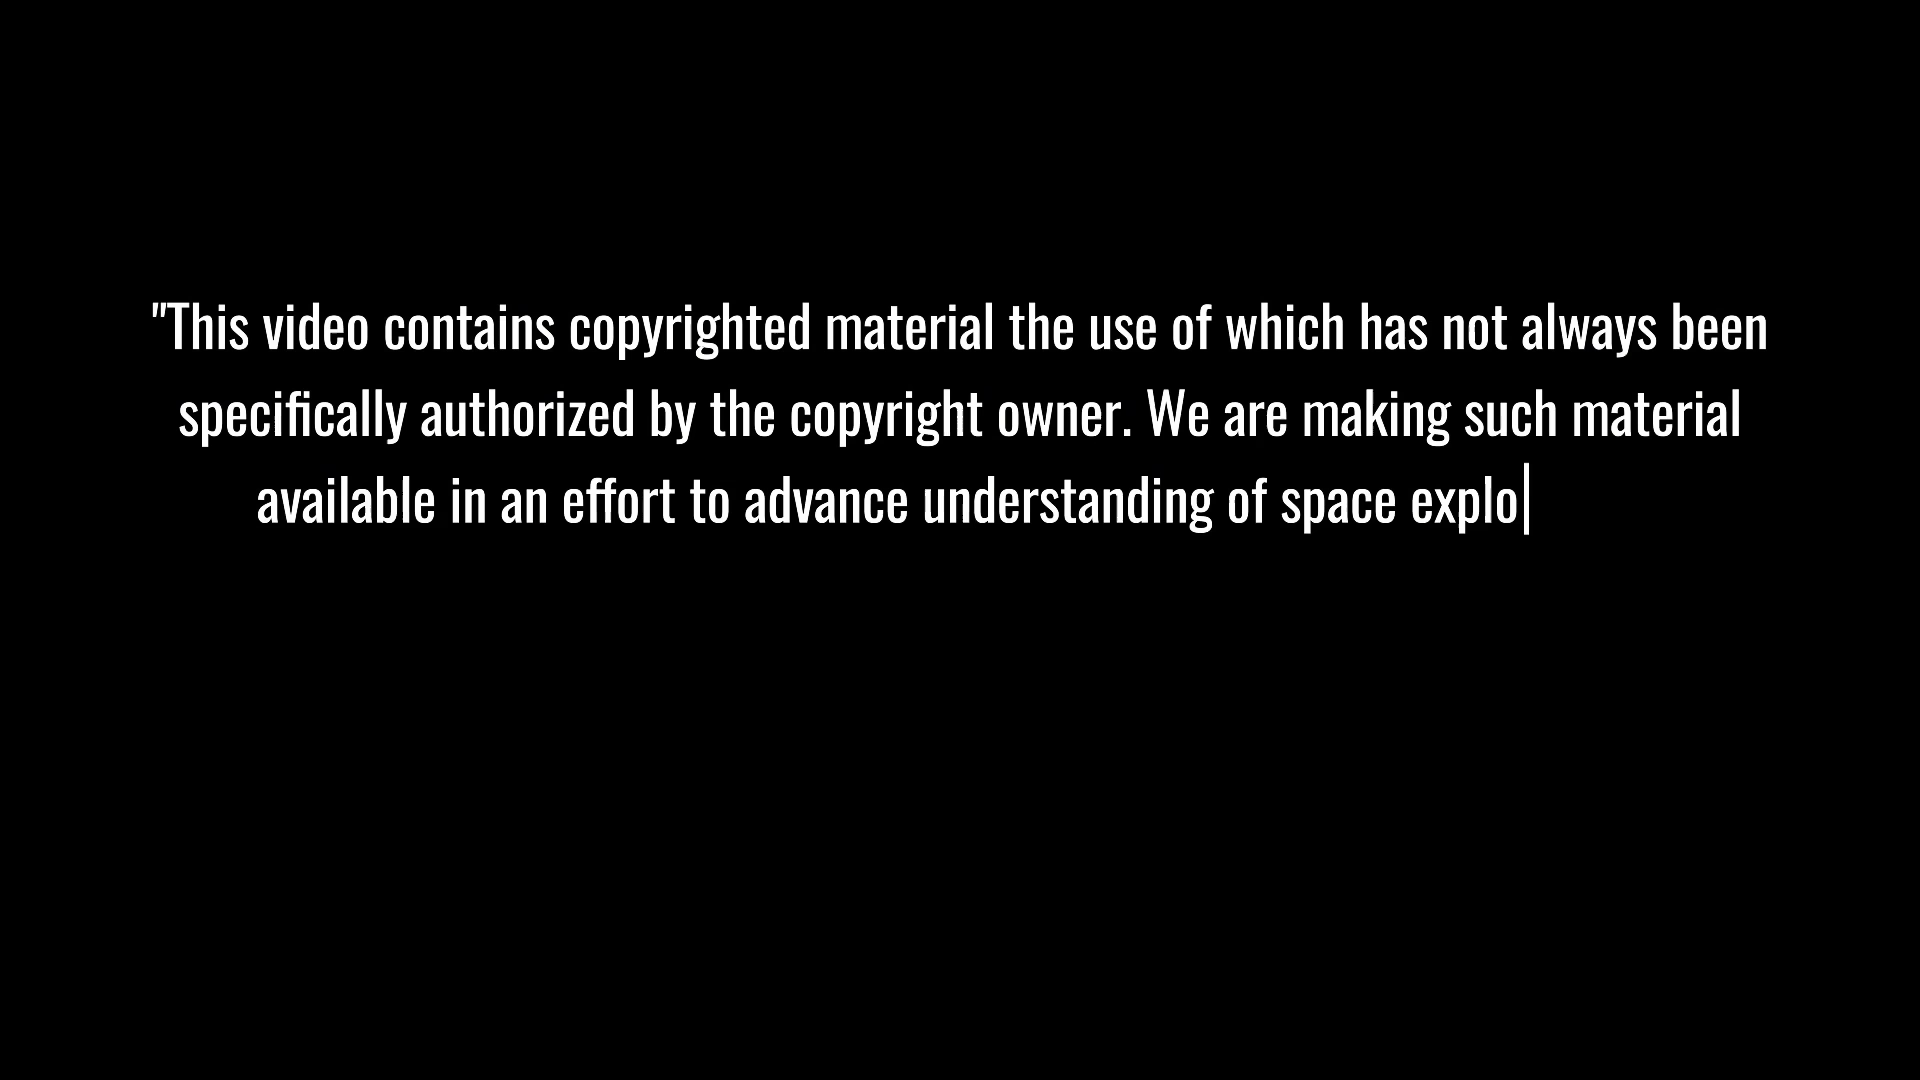 "This video contains copyrighted material the use of which has not always been
specifically authorized by the copyright owner. We are making such material
available in an effort to advance understanding of space explo